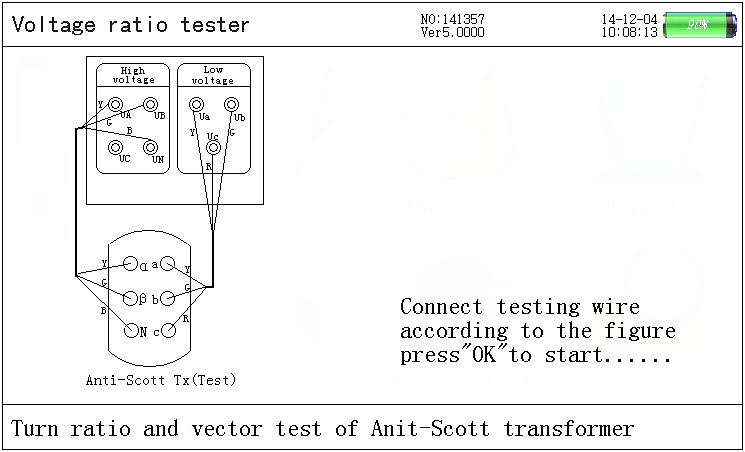 Voltage ratio tester
NO:141357
Ver5.0000
14-12-04
10:08:13
90%
High
voltage
Low
voltage
Y
UA
UB
Ua
Ub
G
B
Y
Uc
G
UC
UN
R
Y
α a
Y
G
G
β b
B
R
N c
Anti-Scott Tx(Test)
Connect testing wire
according to the figure
press"OK"to start......
Turn ratio and vector test of Anit-Scott transformer